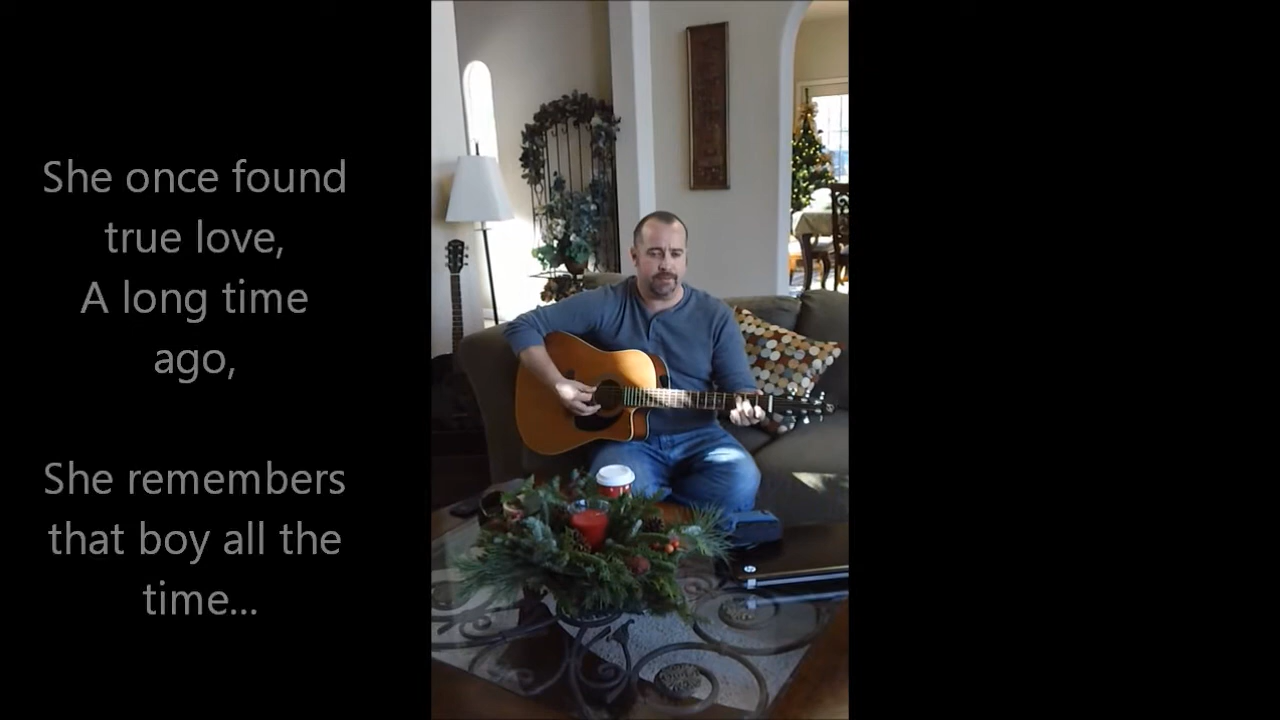 She once found
true love,
A long time
ago,
She remembers
that boy all the
time...